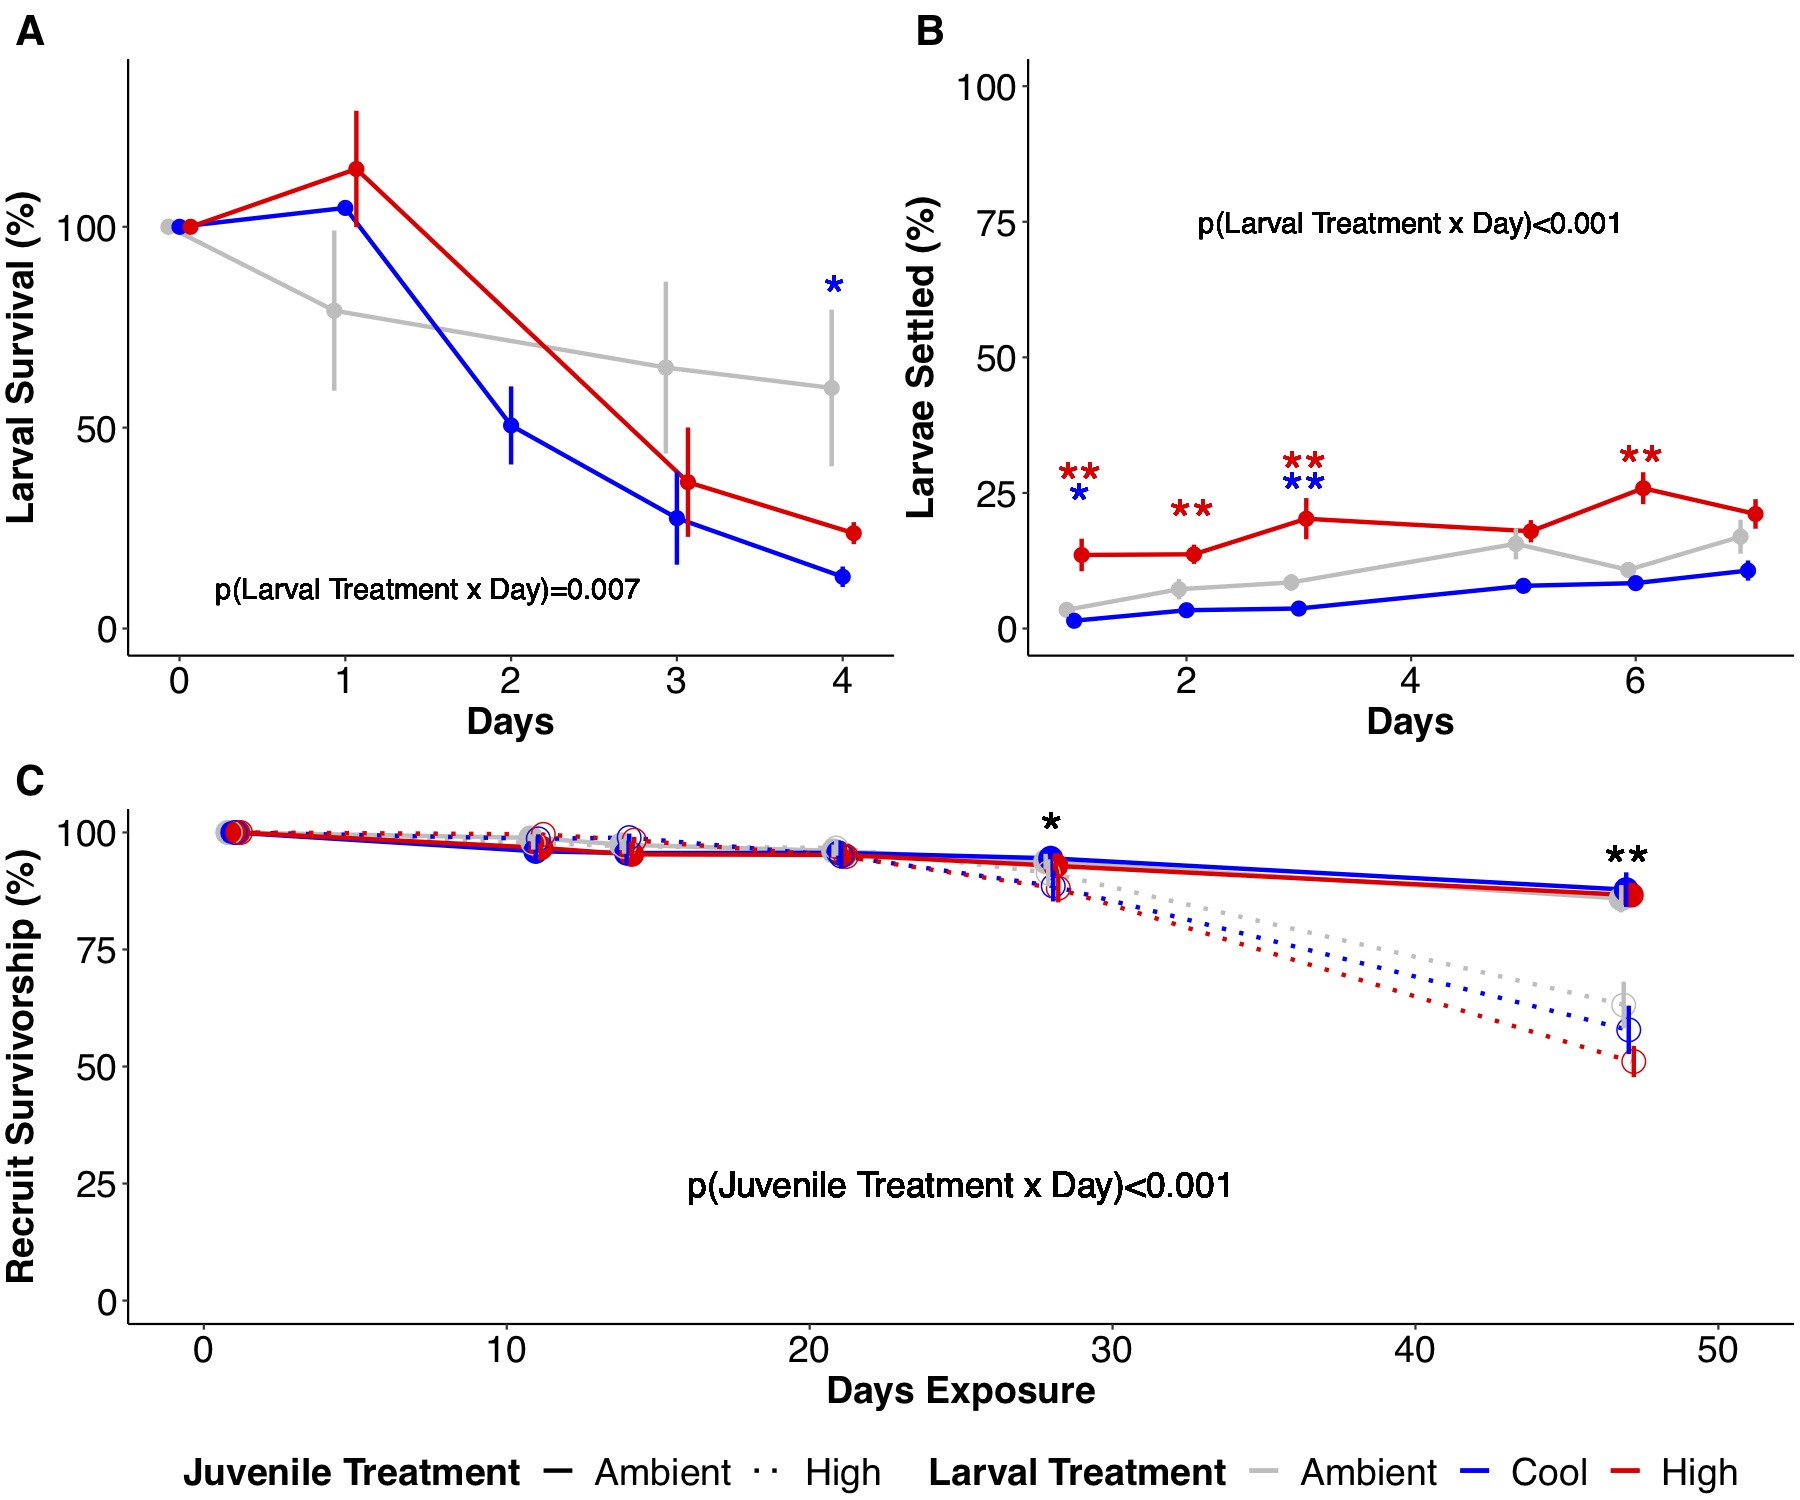 A
Larval Survival (%)
100
50
0
*
p(Larval Treatment x Day)=0.007
0 1 2 3 4
Days
B
Larvae Settled (%)
100
75
50
25
0
p(Larval Treatment x Day)<0.001
**
*
**
**
**
**
2 4 6
Days
C
Recruit Survivorship (%)
100
75
50
25
0
*
**
p(Juvenile Treatment x Day)<0.001
0 10 20 30 40 50
Days Exposure
Juvenile Treatment Ambient High Larval Treatment Ambient Cool High